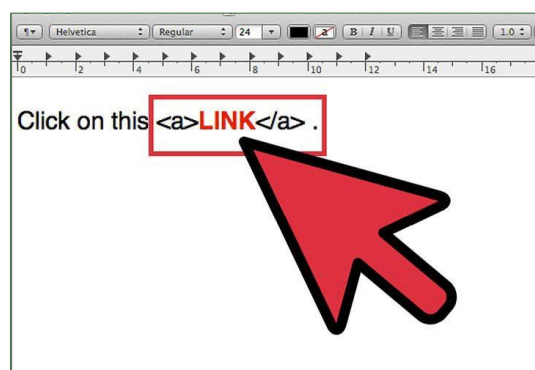 Helvetica Regular 24 a B I U 1.0
0 2 4 6 8 10 12 14 16
Click on this <a>LINK</a> .